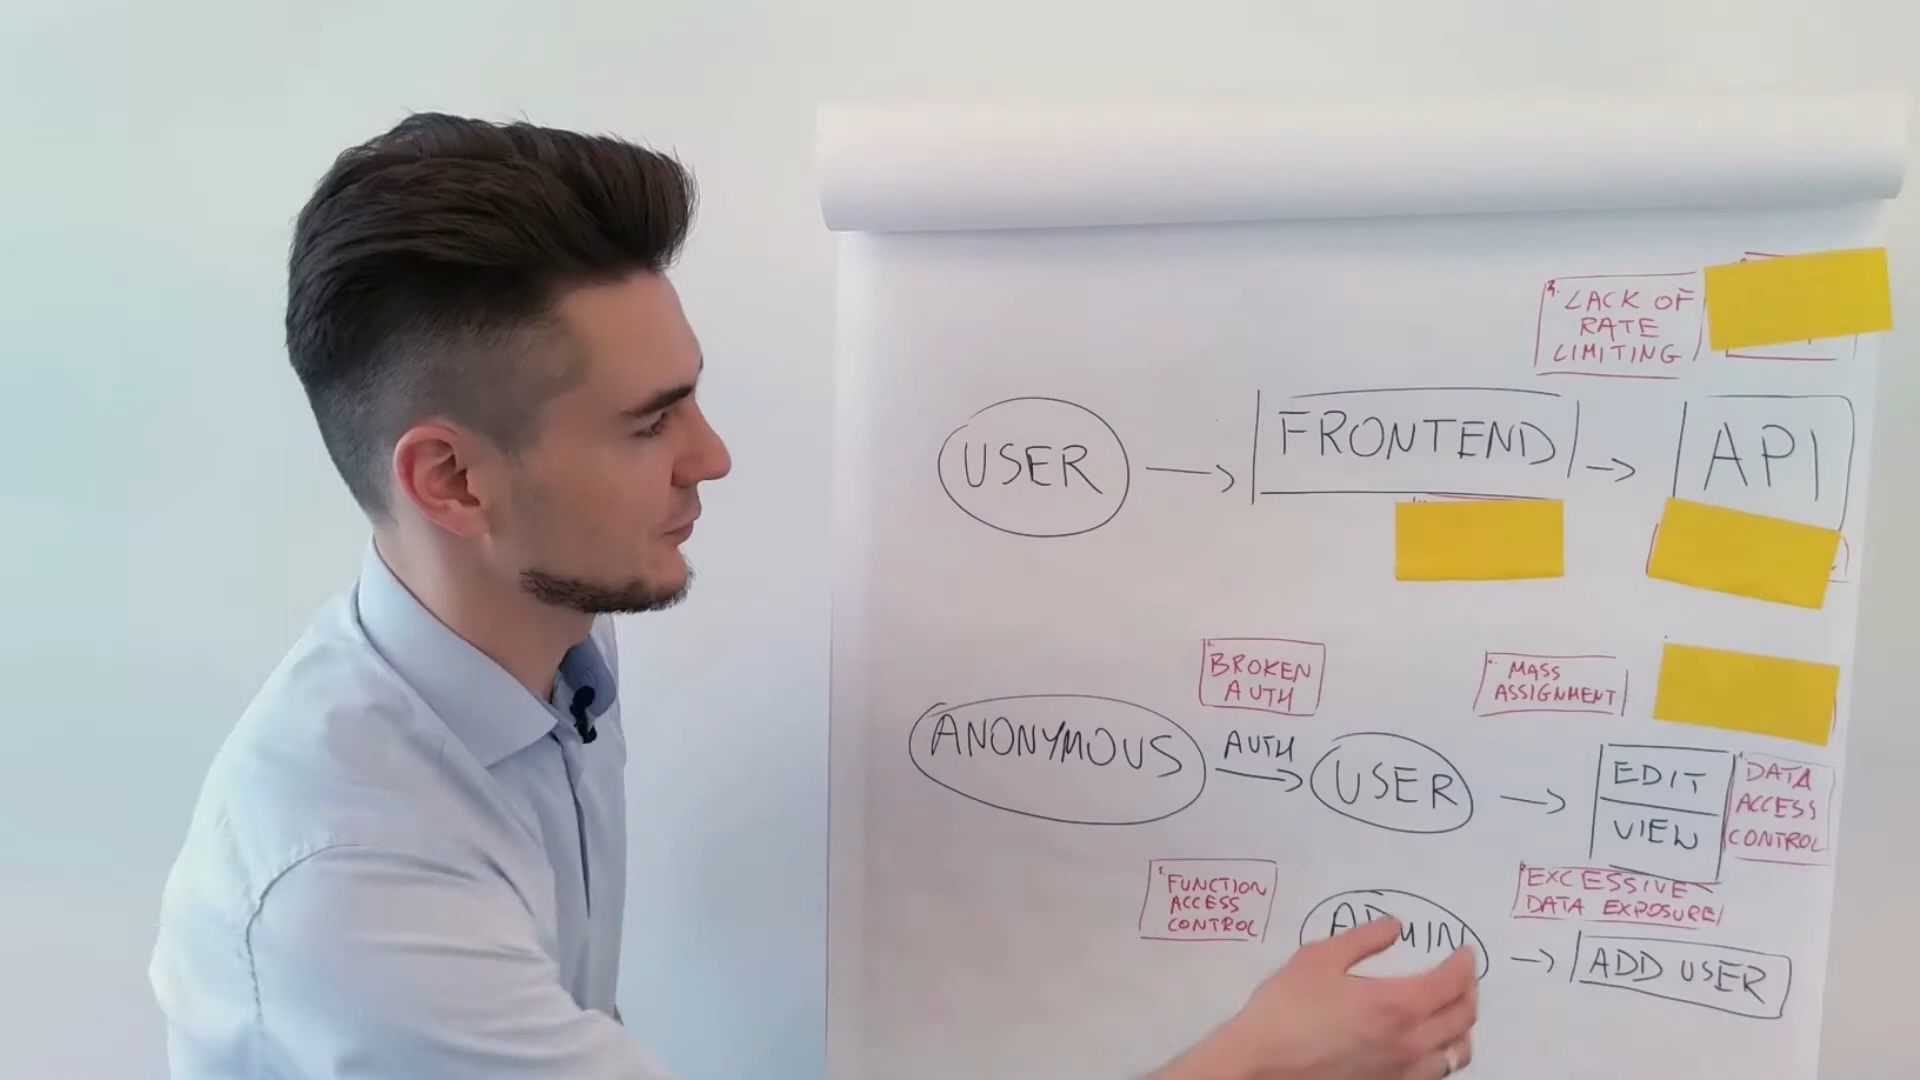 LACK OF
RATE
LIMITING
USER
FRONTEND
API
BROKEN
AUTH
MASS
ASSIGNMENT
ANONYMOUS
AUTH
USER
EDIT
VIEW
DATA
ACCESS
CONTROL
FUNCTION
ACCESS
CONTROL
ADMIN
EXCESSIVE
DATA EXPOSURE
ADD USER